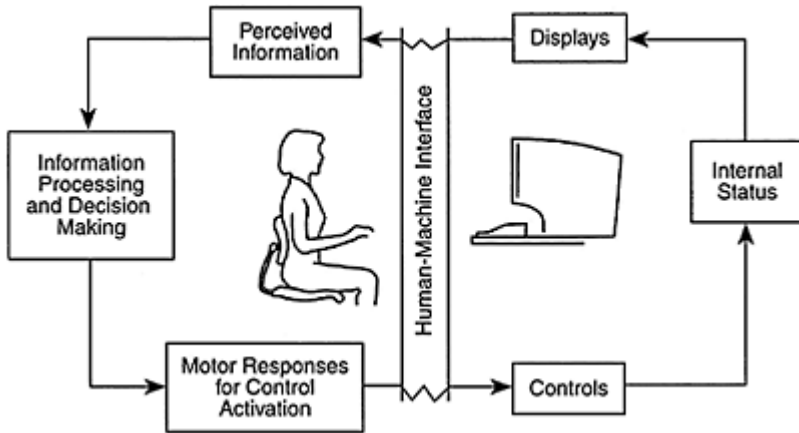 Perceived
Information
Displays
Information
Processing
and Decision
Making
Human-Machine Interface
Internal
Status
Motor Responses
for Control
Activation
Controls